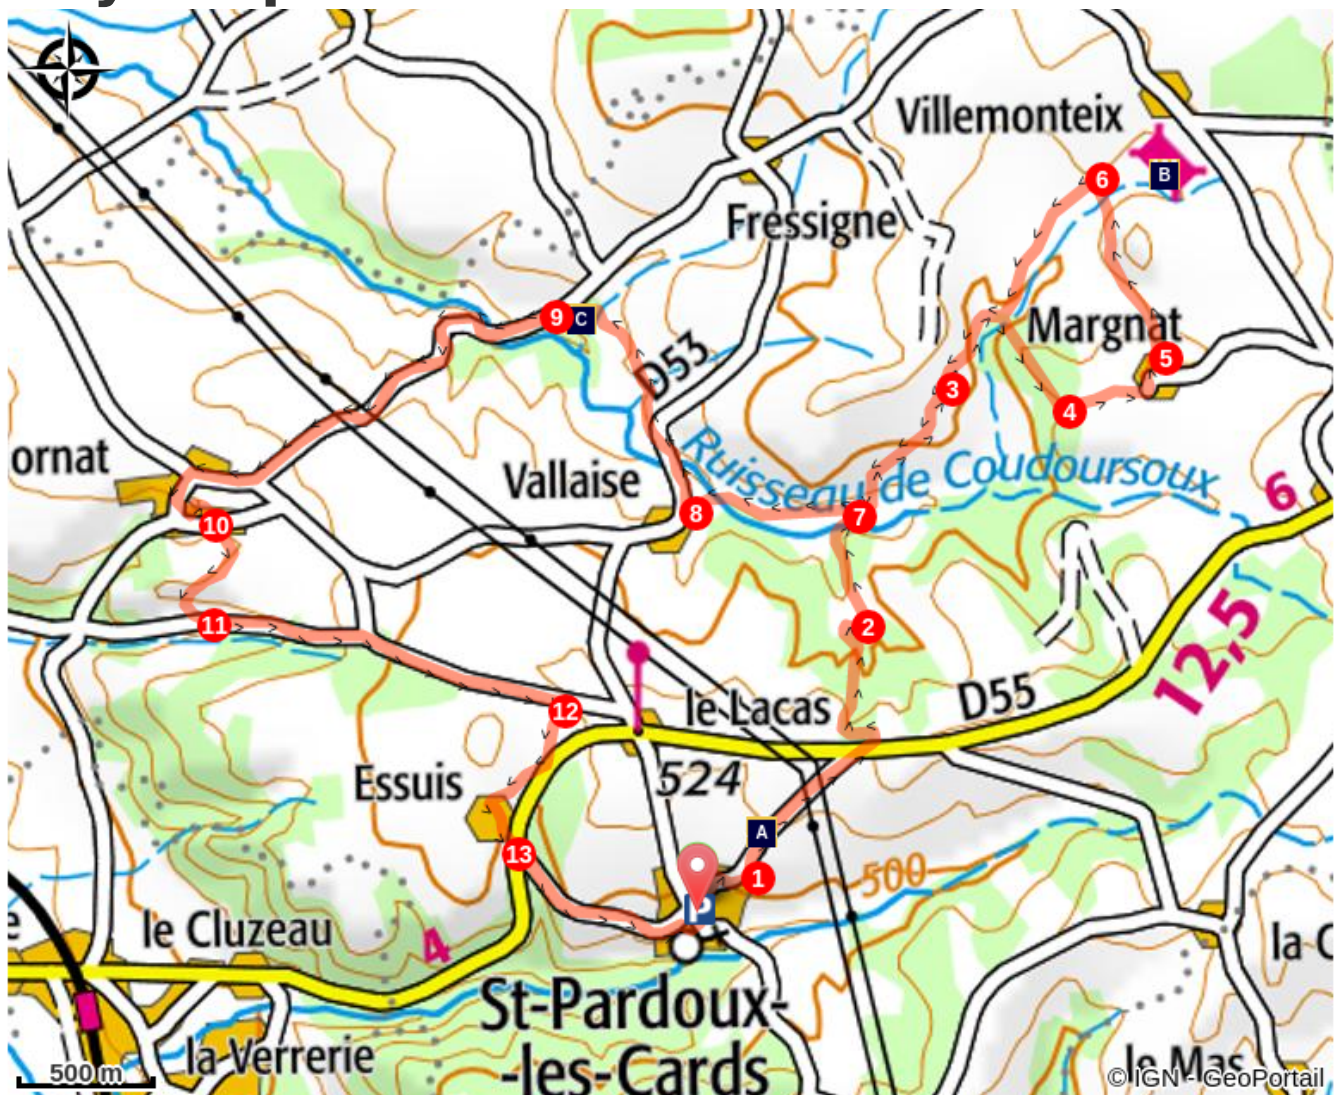 Villemonteix
6
B
Fressigne
9
C
Margnat
D53
5
3
4
ornat
Vallaise
Ruisseau de Coudoursoux
6
8
7
10
11
2
12,5
12
le Lacas
D55
524
Essuis
A
13
1
500
P
le Cluzeau
4
la C
St-Pardoux-
-les-Cards
la Verrerie
le Mas
500 m
© IGN - GeoPortail